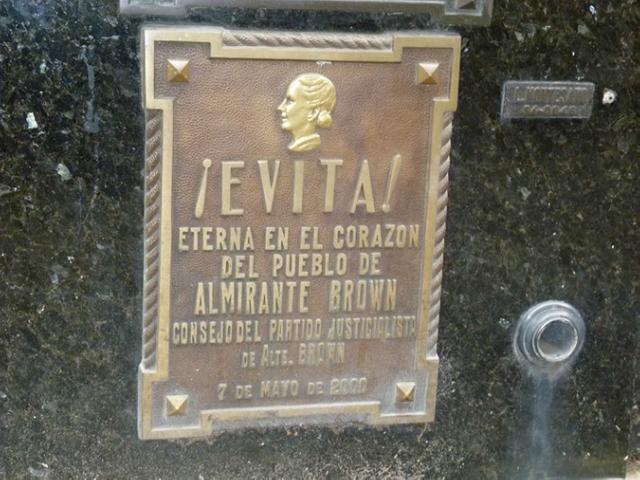 ¡EVITA!
ETERNA EN EL CORAZON
DEL PUEBLO DE
ALMIRANTE BROWN
CONSEJO DEL PARTIDO JUSTICIALISTA
DE ALTE. BROWN
7 DE MAYO DE 2000